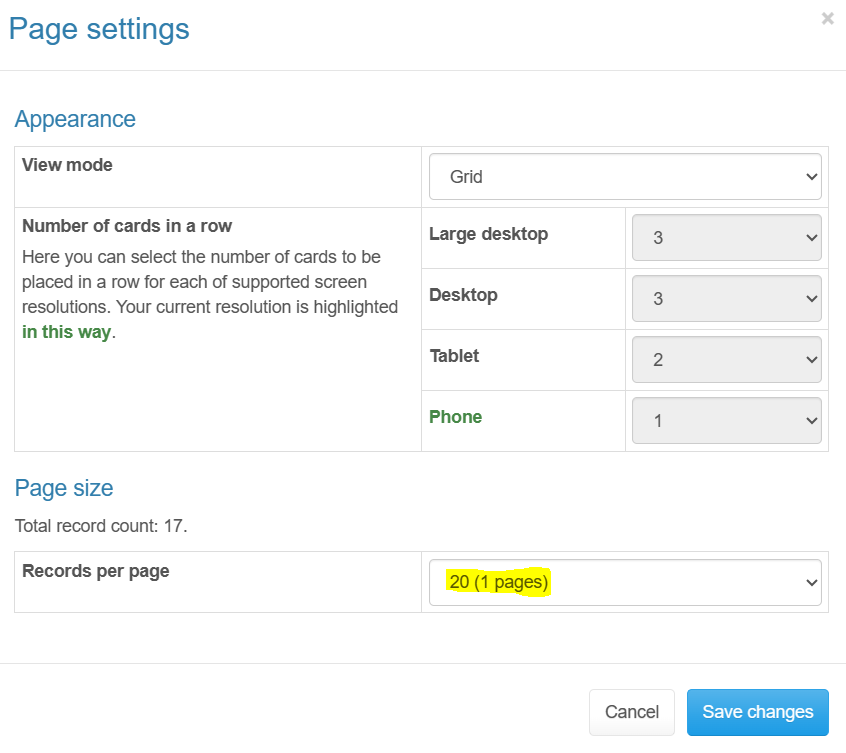 Page settings
×
Appearance
View mode
Grid
Number of cards in a row
Here you can select the number of cards to be
placed in a row for each of supported screen
resolutions. Your current resolution is highlighted
in this way.
Large desktop
3
Desktop
3
Tablet
2
Phone
1
Page size
Total record count: 17.
Records per page
20 (1 pages)
Cancel
Save changes